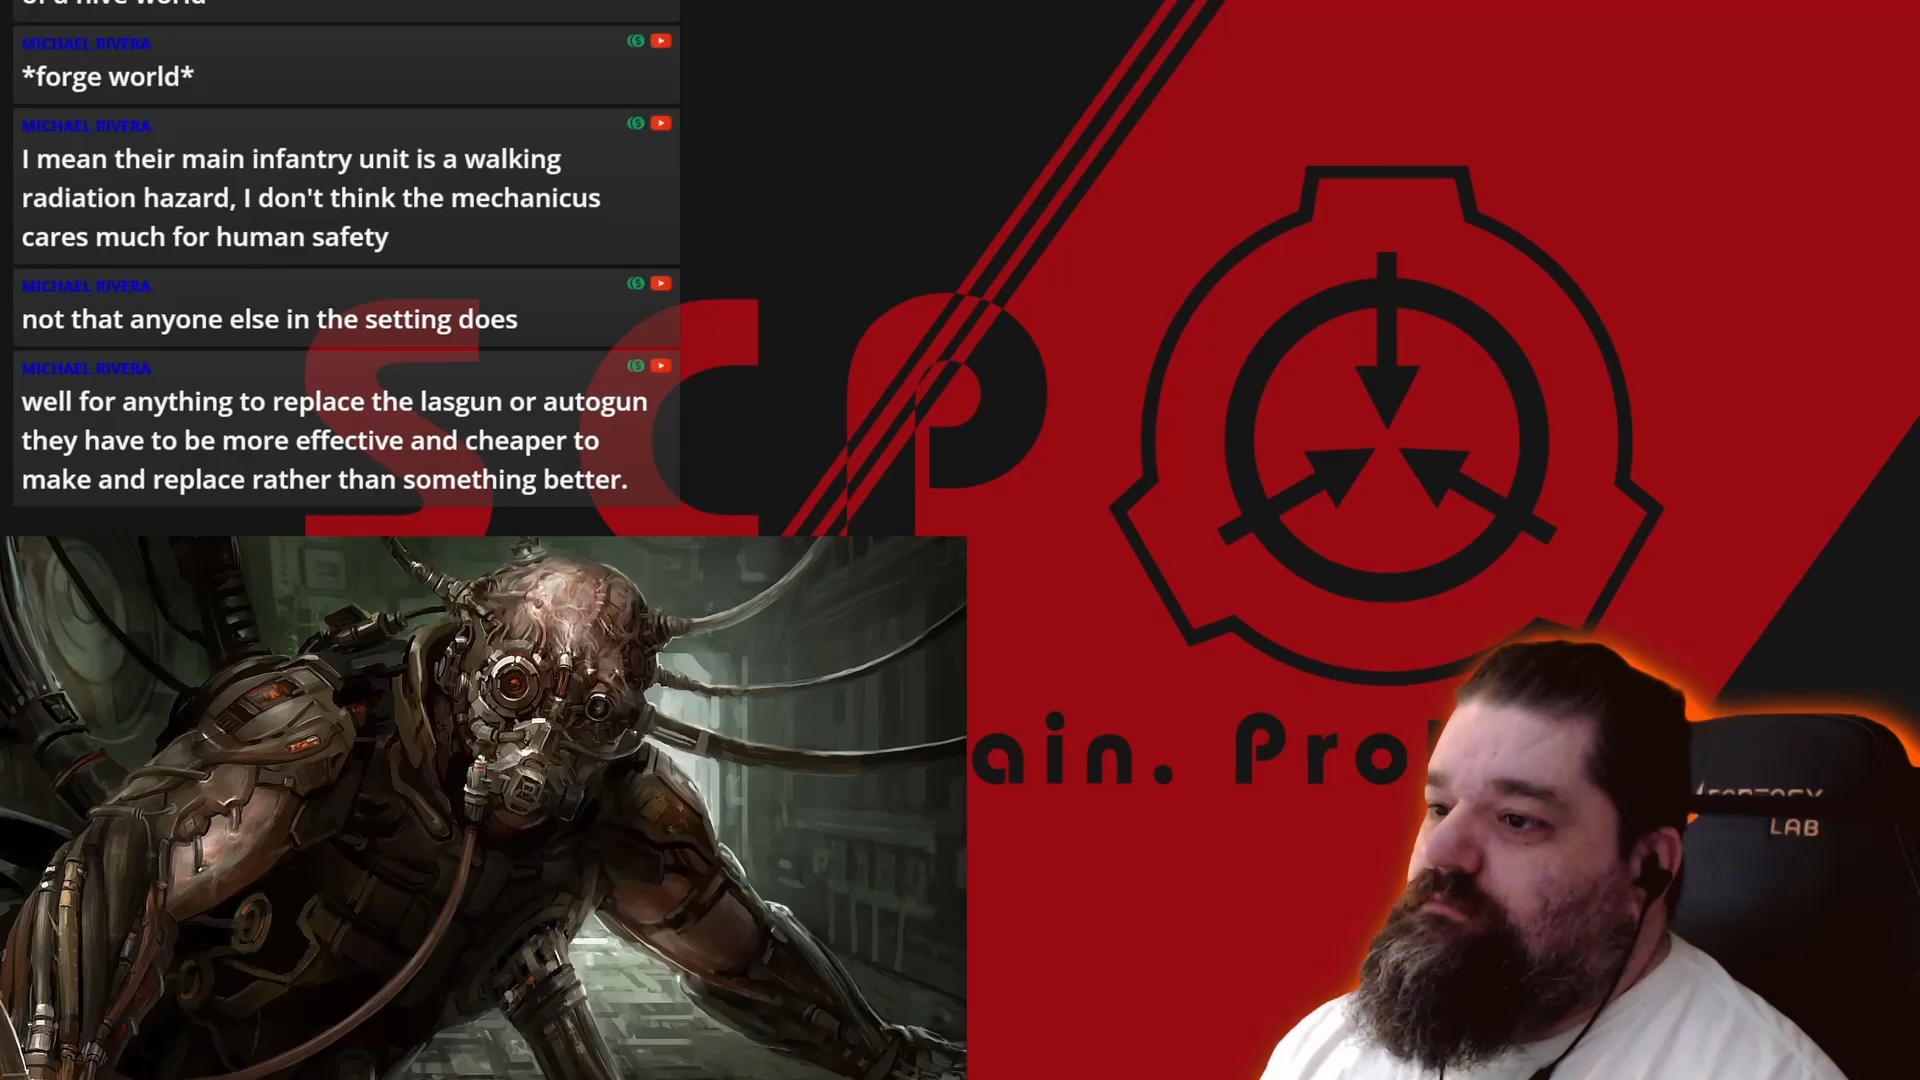 MICHAEL RIVERA
*forge world*
MICHAEL RIVERA
I mean their main infantry unit is a walking
radiation hazard, I don't think the mechanicus
cares much for human safety
MICHAEL RIVERA
not that anyone else in the setting does
MICHAEL RIVERA
well for anything to replace the lasgun or autogun
they have to be more effective and cheaper to
make and replace rather than something better.
SCP
ain. Pro
LAB